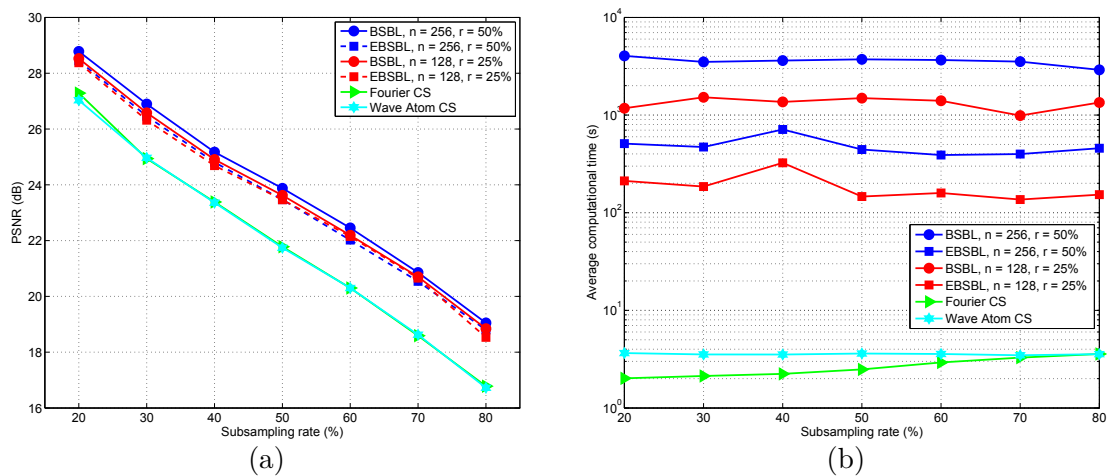 30
28
26
24
22
20
18
16
PSNR (dB)
BSBL, n = 256, r = 50%
EBSBL, n = 256, r = 50%
BSBL, n = 128, r = 25%
EBSBL, n = 128, r = 25%
Fourier CS
Wave Atom CS
20 30 40 50 60 70 80
Subsampling rate (%)
(a)
10^4
10^3
10^2
10^1
10^0
Average computational time (s)
BSBL, n = 256, r = 50%
EBSBL, n = 256, r = 50%
BSBL, n = 128, r = 25%
EBSBL, n = 128, r = 25%
Fourier CS
Wave Atom CS
20 30 40 50 60 70 80
Subsampling rate (%)
(b)